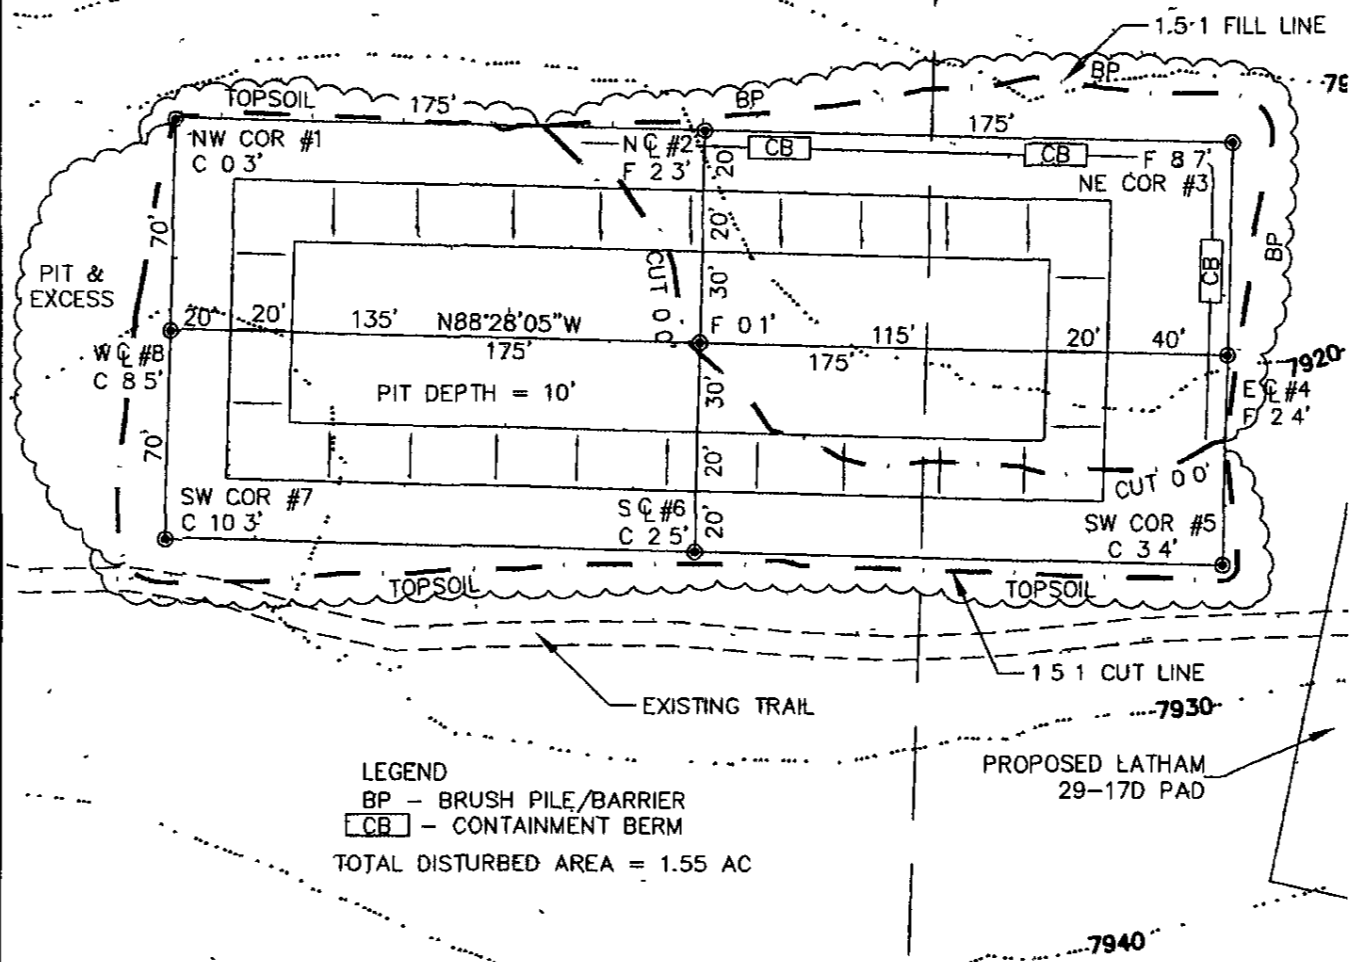 1.5·1 FILL LINE
BP
TOPSOIL
175'
BP
175'
79
NW COR #1
C 0 3'
N ℄ #2
F 2 3'
20'
CB
CB
F 8 7'
NE COR #3
70'
20'
BP
CB
PIT &
EXCESS
CUT 0 0'
30'
20'
20'
135'
N88°28'05"W
F 0 1'
115'
20'
40'
175'
175'
7920
W ℄ #8
C 8 5'
PIT DEPTH = 10'
30'
E ℄ #4
F 2 4'
70'
20'
CUT 0 0'
SW COR #7
C 10 3'
S ℄ #6
C 2 5'
20'
SW COR #5
C 3 4'
TOPSOIL
TOPSOIL
1 5 1 CUT LINE
EXISTING TRAIL
7930
PROPOSED LATHAM
29-17D PAD
LEGEND
BP - BRUSH PILE/BARRIER
CB - CONTAINMENT BERM
TOTAL DISTURBED AREA = 1.55 AC
7940